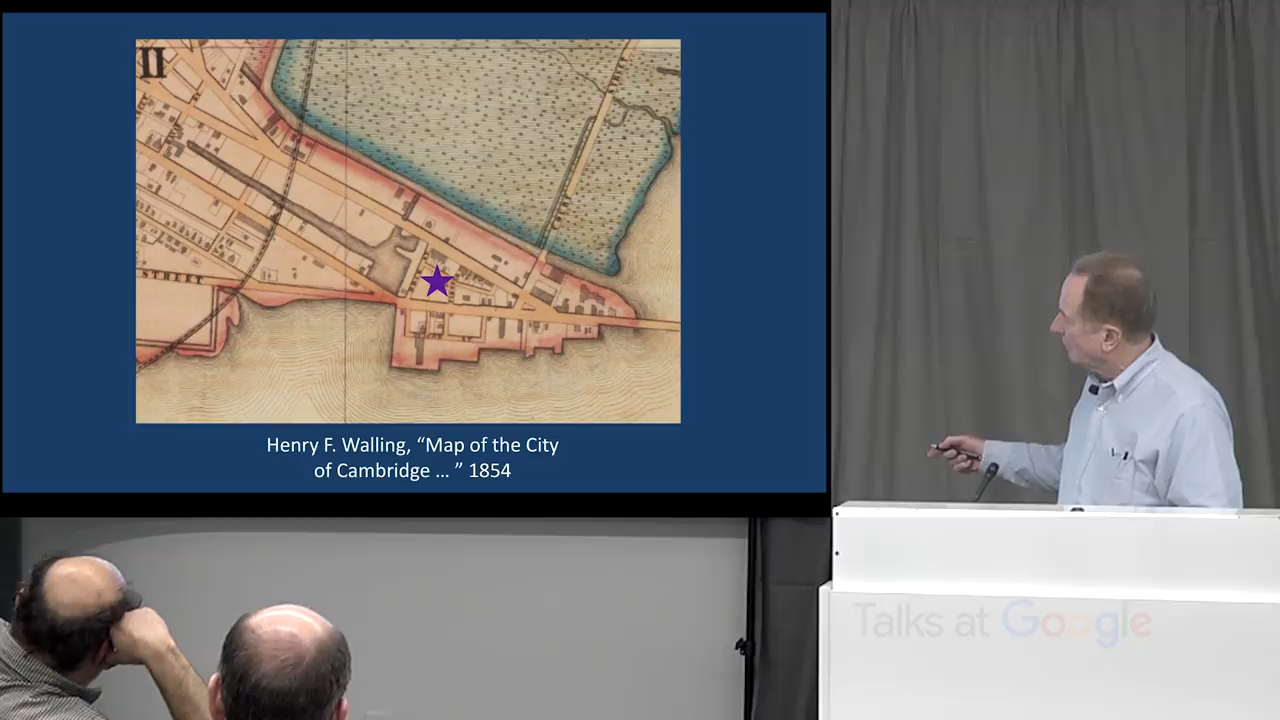 II
STREET
Henry F. Walling, “Map of the City
of Cambridge … ” 1854
Talks at Google